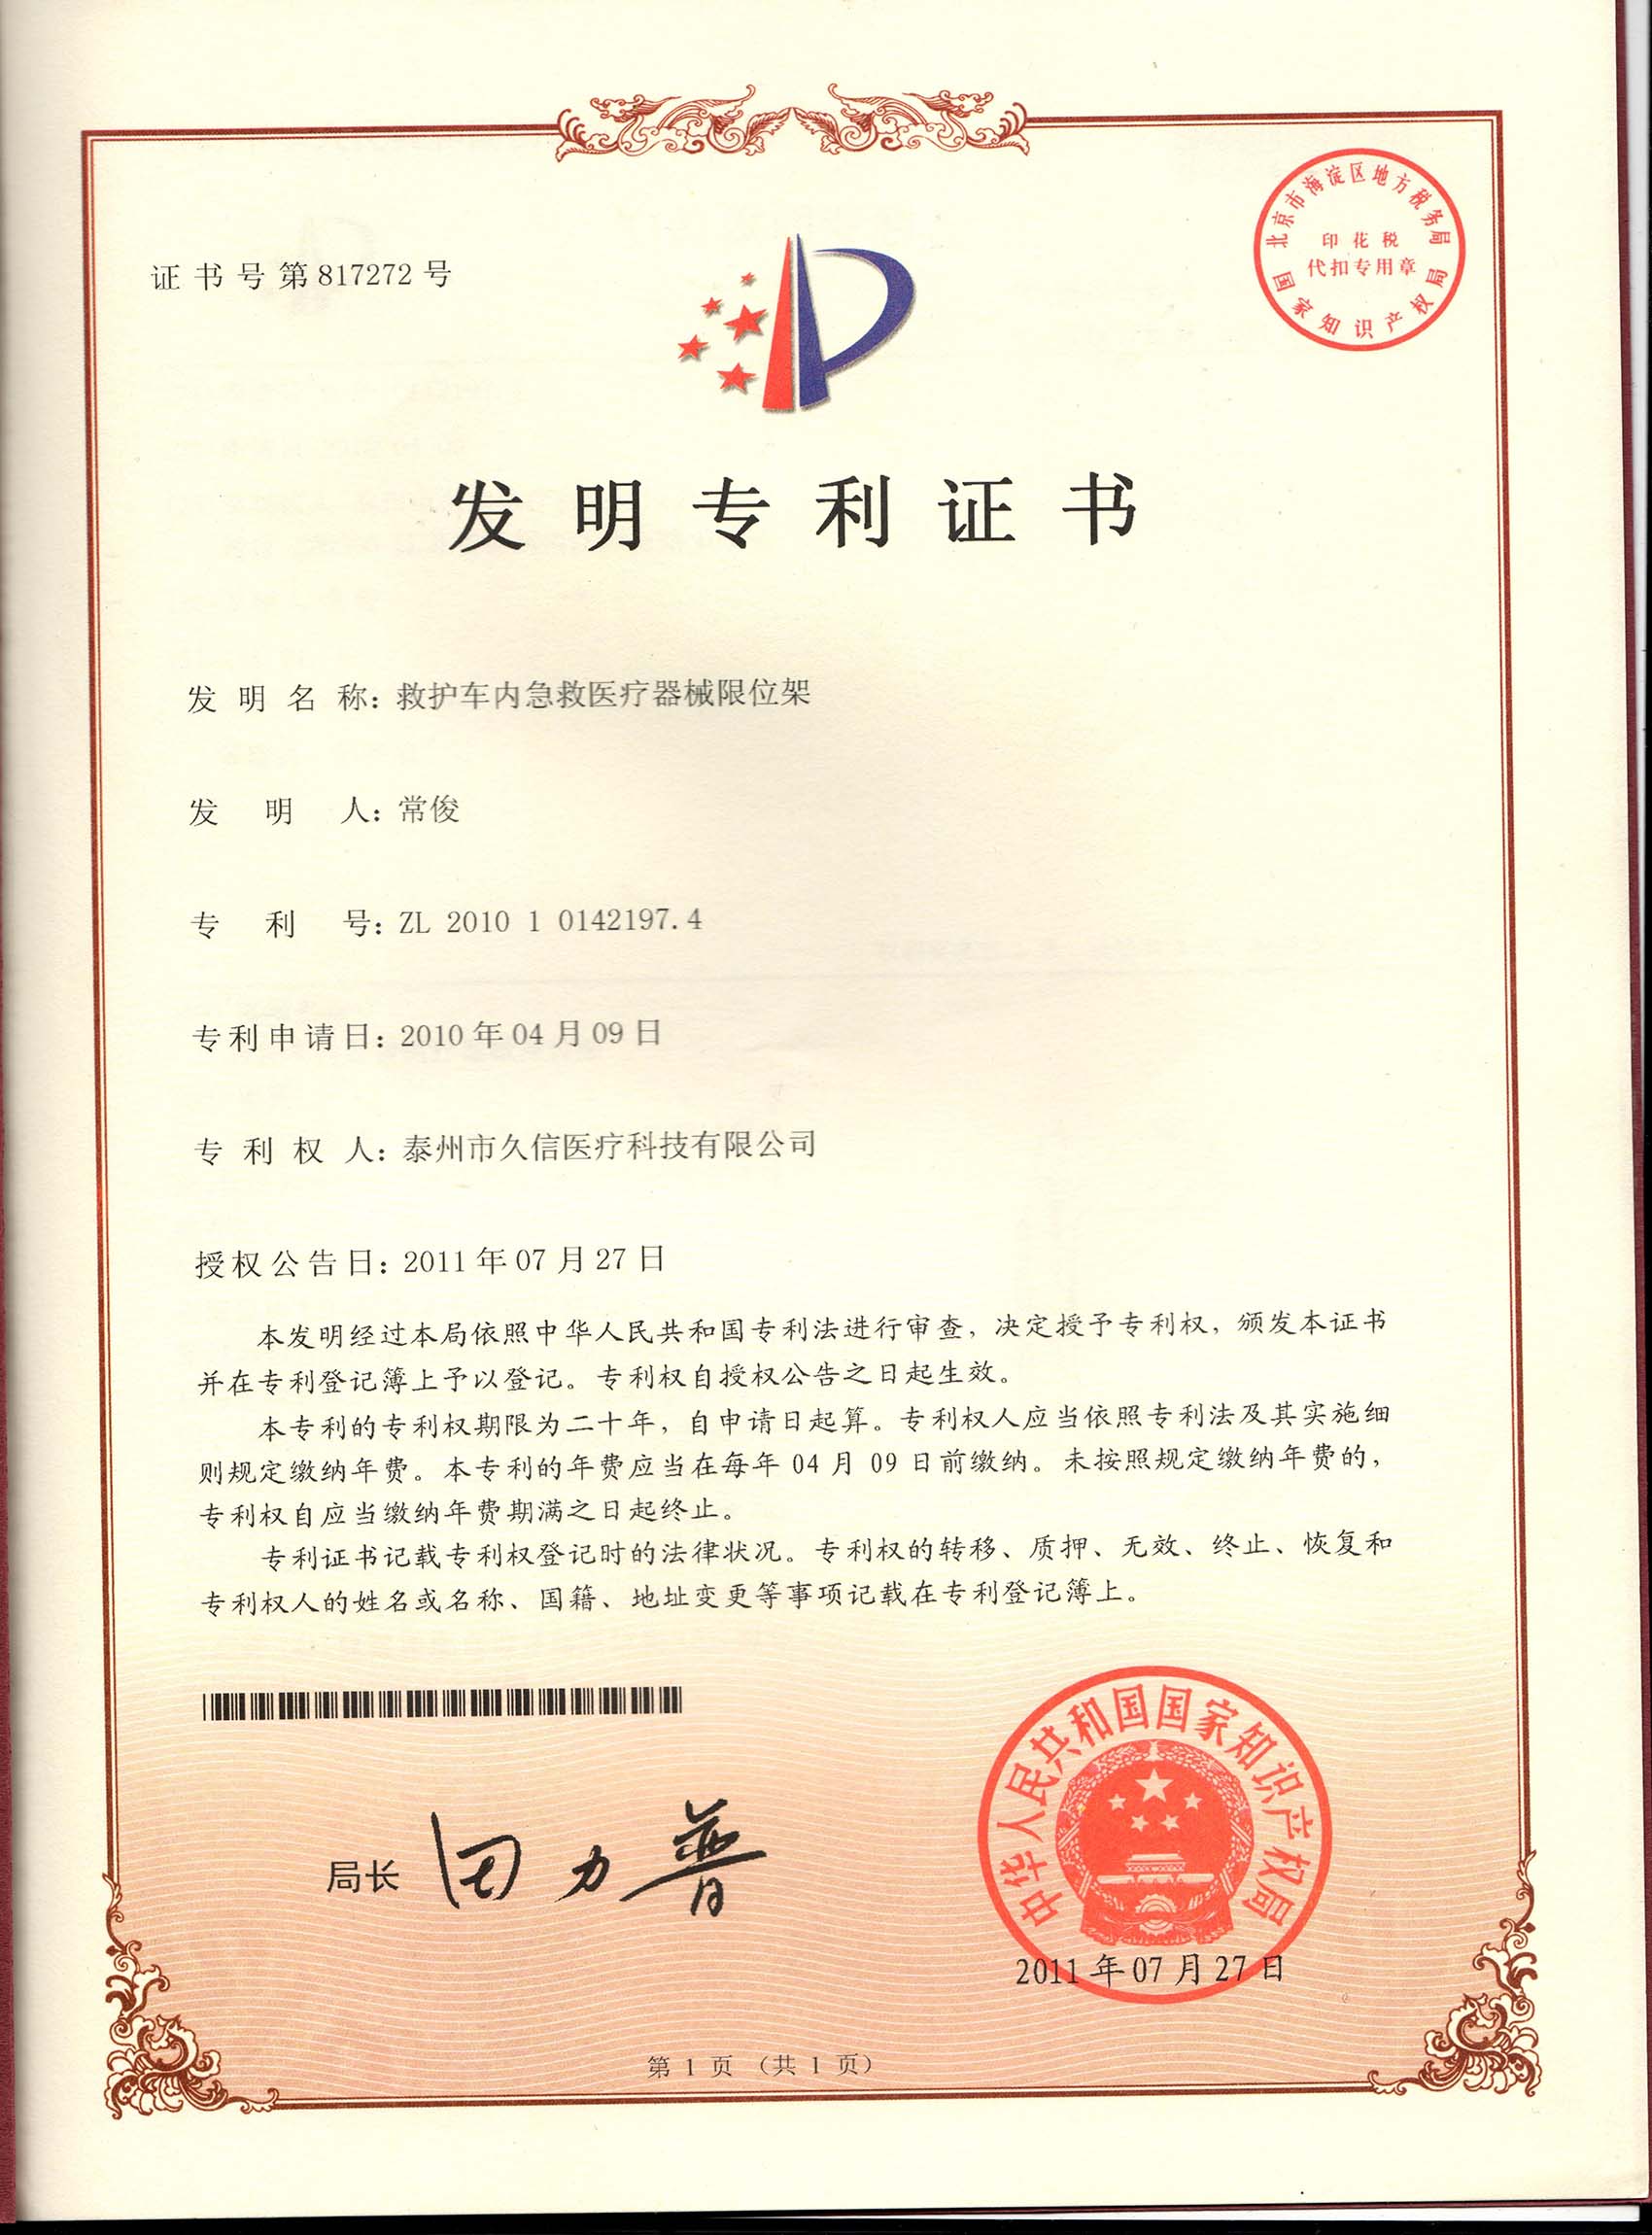 证书号第817272号
北京市海淀区地方税务局
印花税
代扣专用章
国家知识产权局
发明专利证书
发明名称：救护车内急救医疗器械限位架
发明人：常俊
专利号：ZL 2010 1 0142197.4
专利申请日：2010年04月09日
专利权人：泰州市久信医疗科技有限公司
授权公告日：2011年07月27日
本发明经过本局依照中华人民共和国专利法进行审查，决定授予专利权，颁发本证书
并在专利登记簿上予以登记。专利权自授权公告之日起生效。
本专利的专利权期限为二十年，自申请日起算。专利权人应当依照专利法及其实施细
则规定缴纳年费。本专利的年费应当在每年 04 月 09 日前缴纳。未按照规定缴纳年费的，
专利权自应当缴纳年费期满之日起终止。
专利证书记载专利权登记时的法律状况。专利权的转移、质押、无效、终止、恢复和
专利权人的姓名或名称、国籍、地址变更等事项记载在专利登记簿上。
局长 田力普
中华人民共和国国家知识产权局
2011年07月27日
第 1 页 （共 1 页）